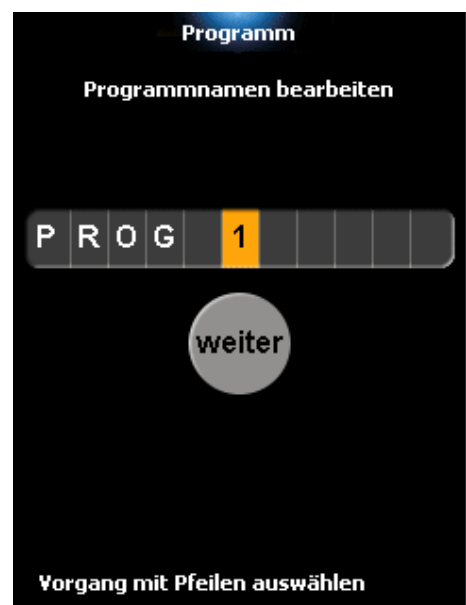 Programm
Programmnamen bearbeiten
PROG 1
weiter
Vorgang mit Pfeilen auswählen